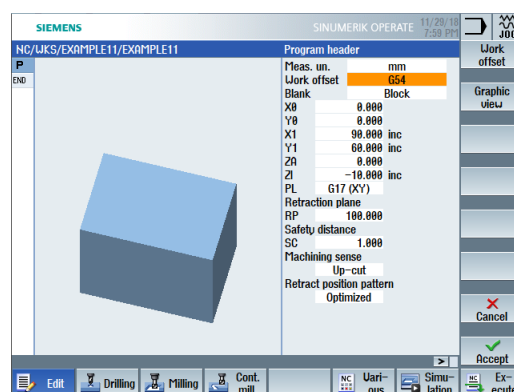 SIEMENS
SINUMERIK OPERATE
11/20/18
7:59 PM
JOG
NC/WKS/EXAMPLE11/EXAMPLE11
Program header
P
END
Meas. un. mm
Work offset G54
Blank Block
X0 0.000
Y0 0.000
X1 90.000 inc
Y1 60.000 inc
ZA 0.000
ZI -10.000 inc
PL G17 (XY)
Retraction plane
RP 100.000
Safety distance
SC 1.000
Machining sense
Up-cut
Retract position pattern
Optimized
Work
offset
Graphic
view
Cancel
Accept
>
Edit
Drilling
Milling
Cont.
mill.
NC
Vari-
ous
Simu-
lation
NC
Ex-
ecute